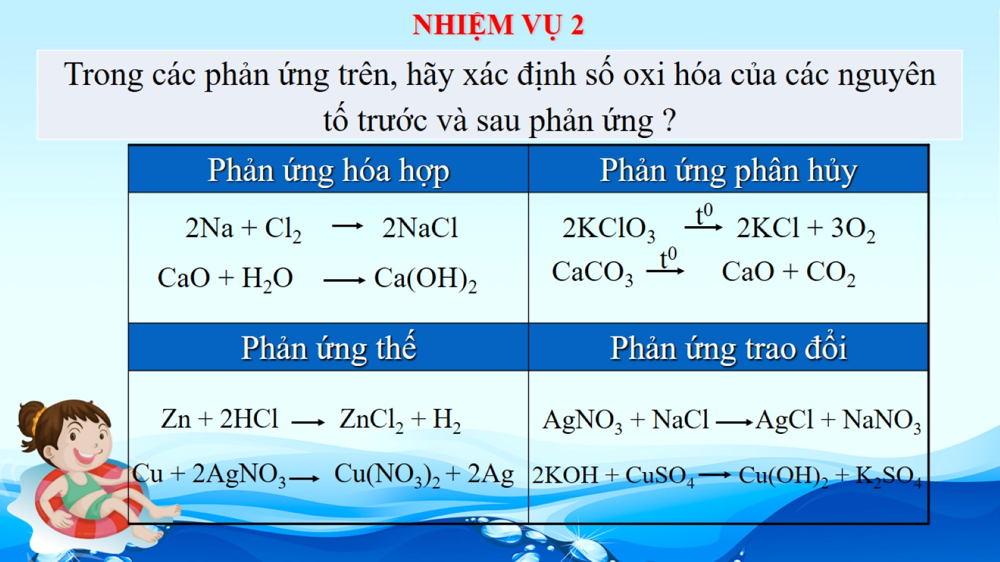 NHIỆM VỤ 2
Trong các phản ứng trên, hãy xác định số oxi hóa của các nguyên
tố trước và sau phản ứng ?
Phản ứng hóa hợp
2Na + Cl₂ → 2NaCl
CaO + H₂O → Ca(OH)₂
Phản ứng phân hủy
2KClO₃ t⁰→ 2KCl + 3O₂
CaCO₃ t⁰→ CaO + CO₂
Phản ứng thế
Zn + 2HCl → ZnCl₂ + H₂
Cu + 2AgNO₃ → Cu(NO₃)₂ + 2Ag
Phản ứng trao đổi
AgNO₃ + NaCl → AgCl + NaNO₃
2KOH + CuSO₄ → Cu(OH)₂ + K₂SO₄